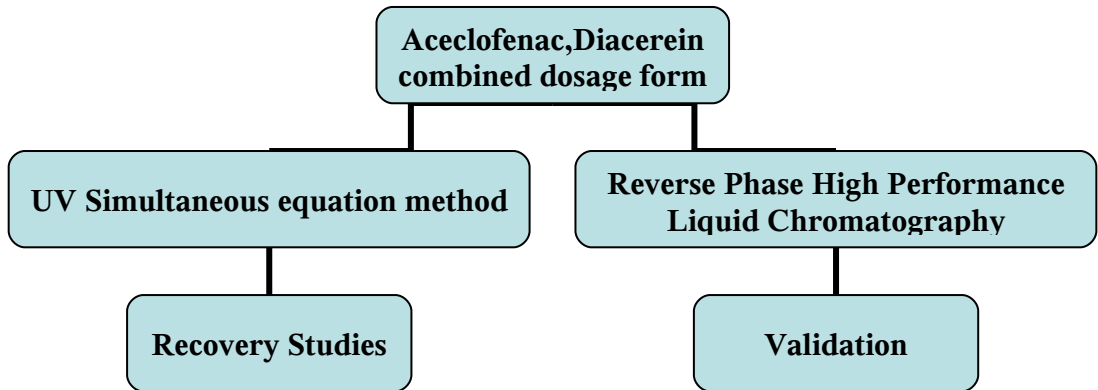 Aceclofenac,Diacerein
combined dosage form
UV Simultaneous equation method
Reverse Phase High Performance
Liquid Chromatography
Recovery Studies
Validation